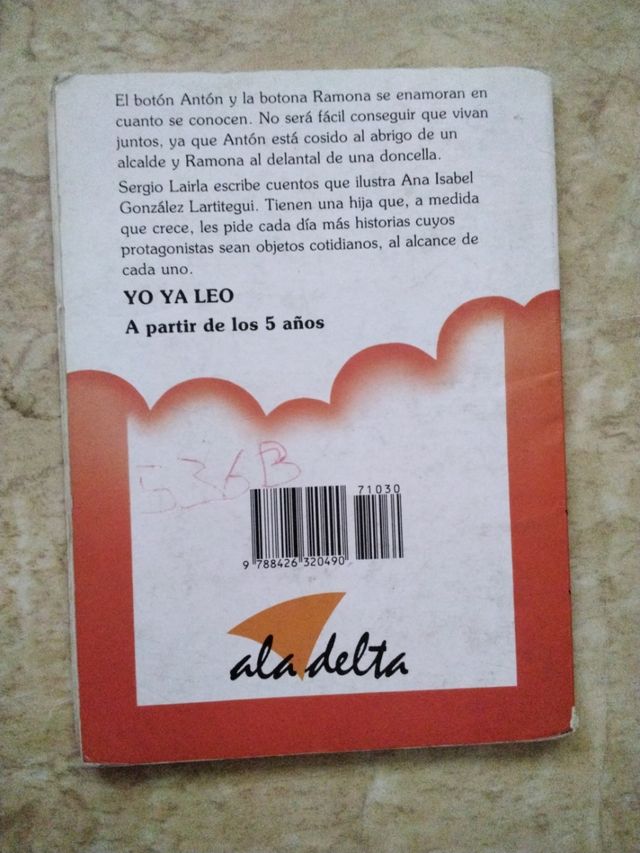 El botón Antón y la botona Ramona se enamoran en
cuanto se conocen. No será fácil conseguir que vivan
juntos, ya que Antón está cosido al abrigo de un
alcalde y Ramona al delantal de una doncella.
Sergio Lairla escribe cuentos que ilustra Ana Isabel
González Lartitegui. Tienen una hija que, a medida
que crece, les pide cada día más historias cuyos
protagonistas sean objetos cotidianos, al alcance de
cada uno.
YO YA LEO
A partir de los 5 años
536B
71030
9 788426 320490
ala delta